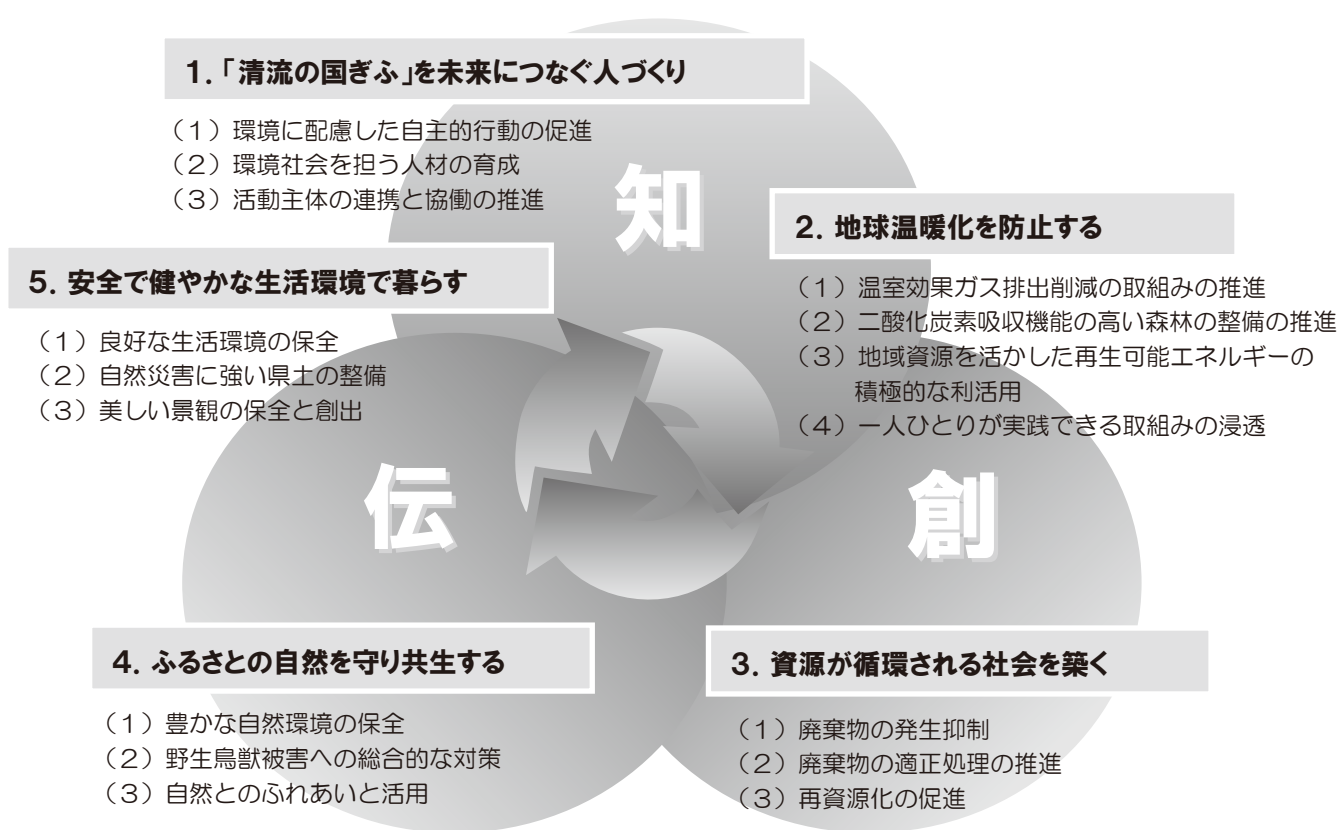 1.「清流の国ぎふ」を未来につなぐ人づくり
（1）環境に配慮した自主的行動の促進
（2）環境社会を担う人材の育成
（3）活動主体の連携と協働の推進
知
2. 地球温暖化を防止する
（1）温室効果ガス排出削減の取組みの推進
（2）二酸化炭素吸収機能の高い森林の整備の推進
（3）地域資源を活かした再生可能エネルギーの
積極的な利活用
（4）一人ひとりが実践できる取組みの浸透
創
3. 資源が循環される社会を築く
（1）廃棄物の発生抑制
（2）廃棄物の適正処理の推進
（3）再資源化の促進
4. ふるさとの自然を守り共生する
（1）豊かな自然環境の保全
（2）野生鳥獣被害への総合的な対策
（3）自然とのふれあいと活用
伝
5. 安全で健やかな生活環境で暮らす
（1）良好な生活環境の保全
（2）自然災害に強い県土の整備
（3）美しい景観の保全と創出